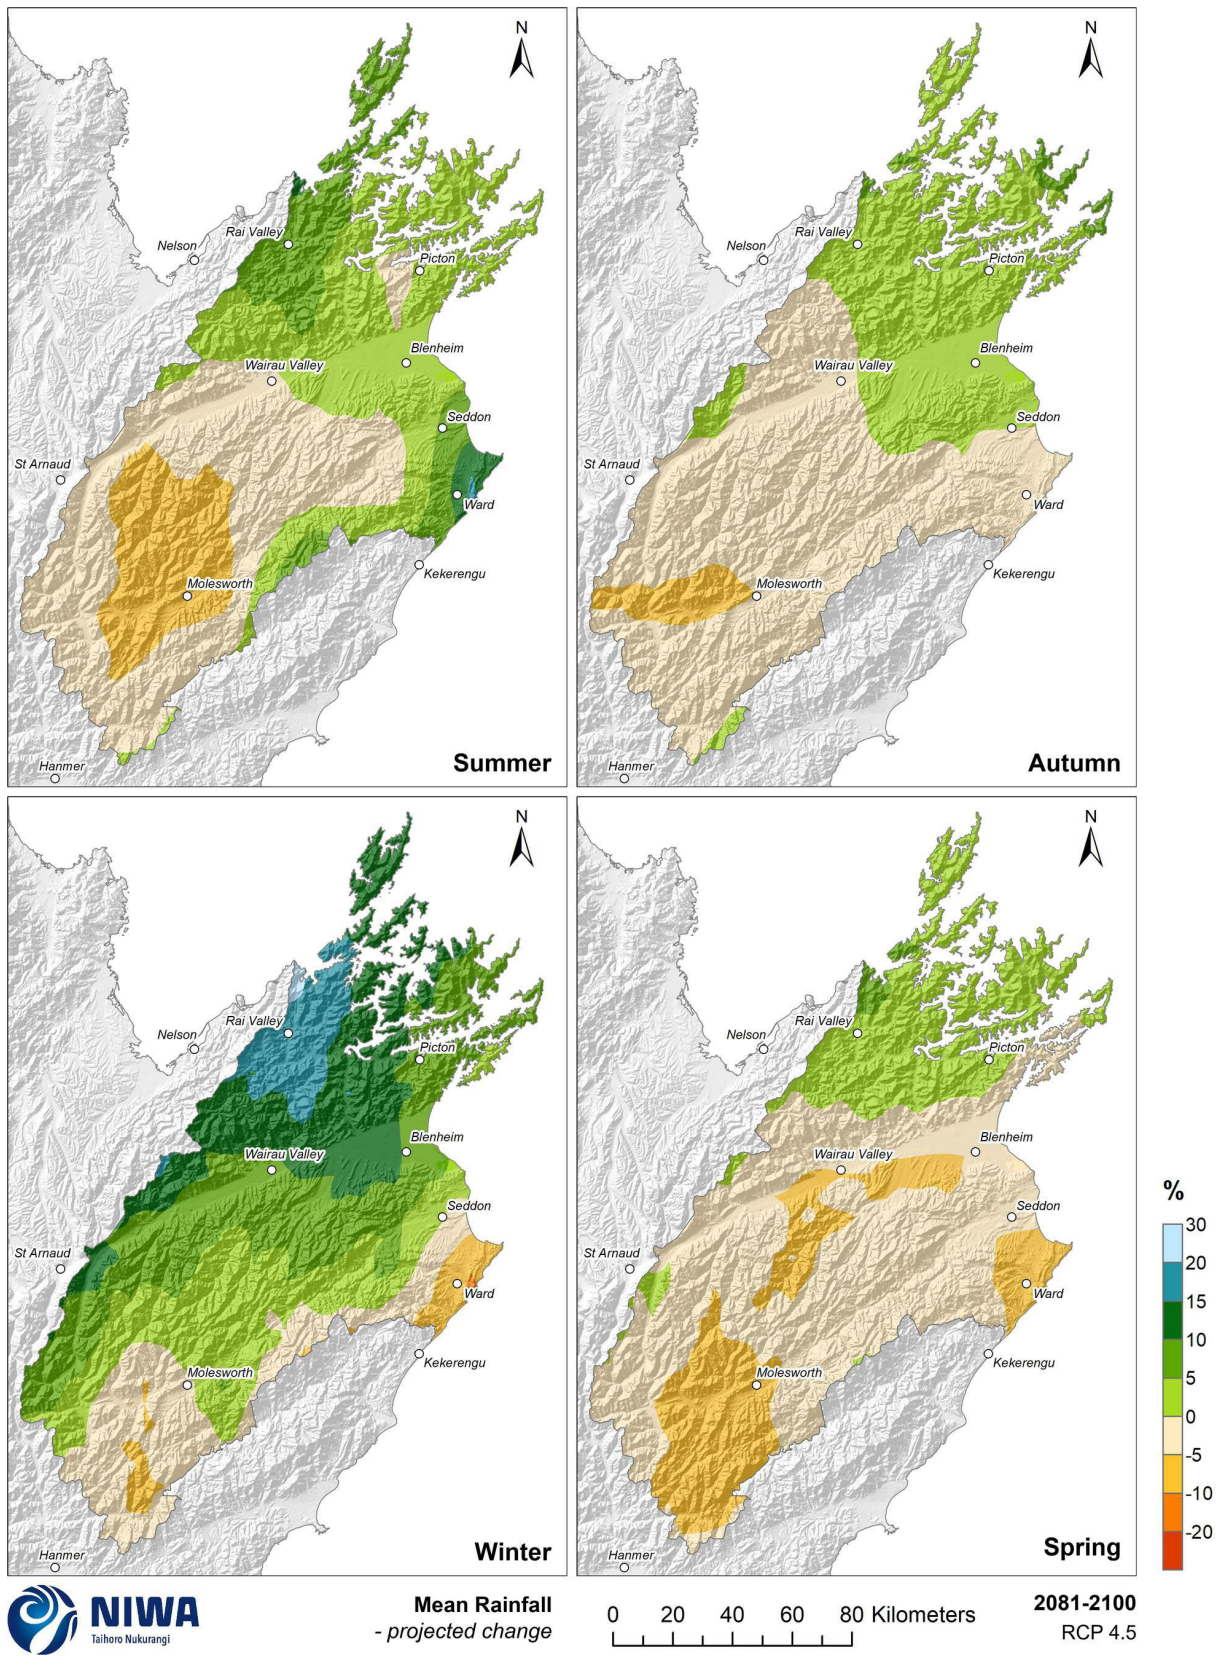 N
Rai Valley
Nelson
Picton
Wairau Valley
Blenheim
Seddon
St Arnaud
Ward
Kekerengu
Molesworth
Hanmer
Summer
N
Rai Valley
Nelson
Picton
Wairau Valley
Blenheim
Seddon
St Arnaud
Ward
Kekerengu
Molesworth
Hanmer
Autumn
N
Rai Valley
Nelson
Picton
Wairau Valley
Blenheim
Seddon
St Arnaud
Ward
Kekerengu
Molesworth
Hanmer
Winter
N
Rai Valley
Nelson
Picton
Wairau Valley
Blenheim
Seddon
St Arnaud
Ward
Kekerengu
Molesworth
Hanmer
Spring
%
30
20
15
10
5
0
-5
-10
-20
NIWA
Taihoro Nukurangi
Mean Rainfall
- projected change
0 20 40 60 80 Kilometers
2081-2100
RCP 4.5